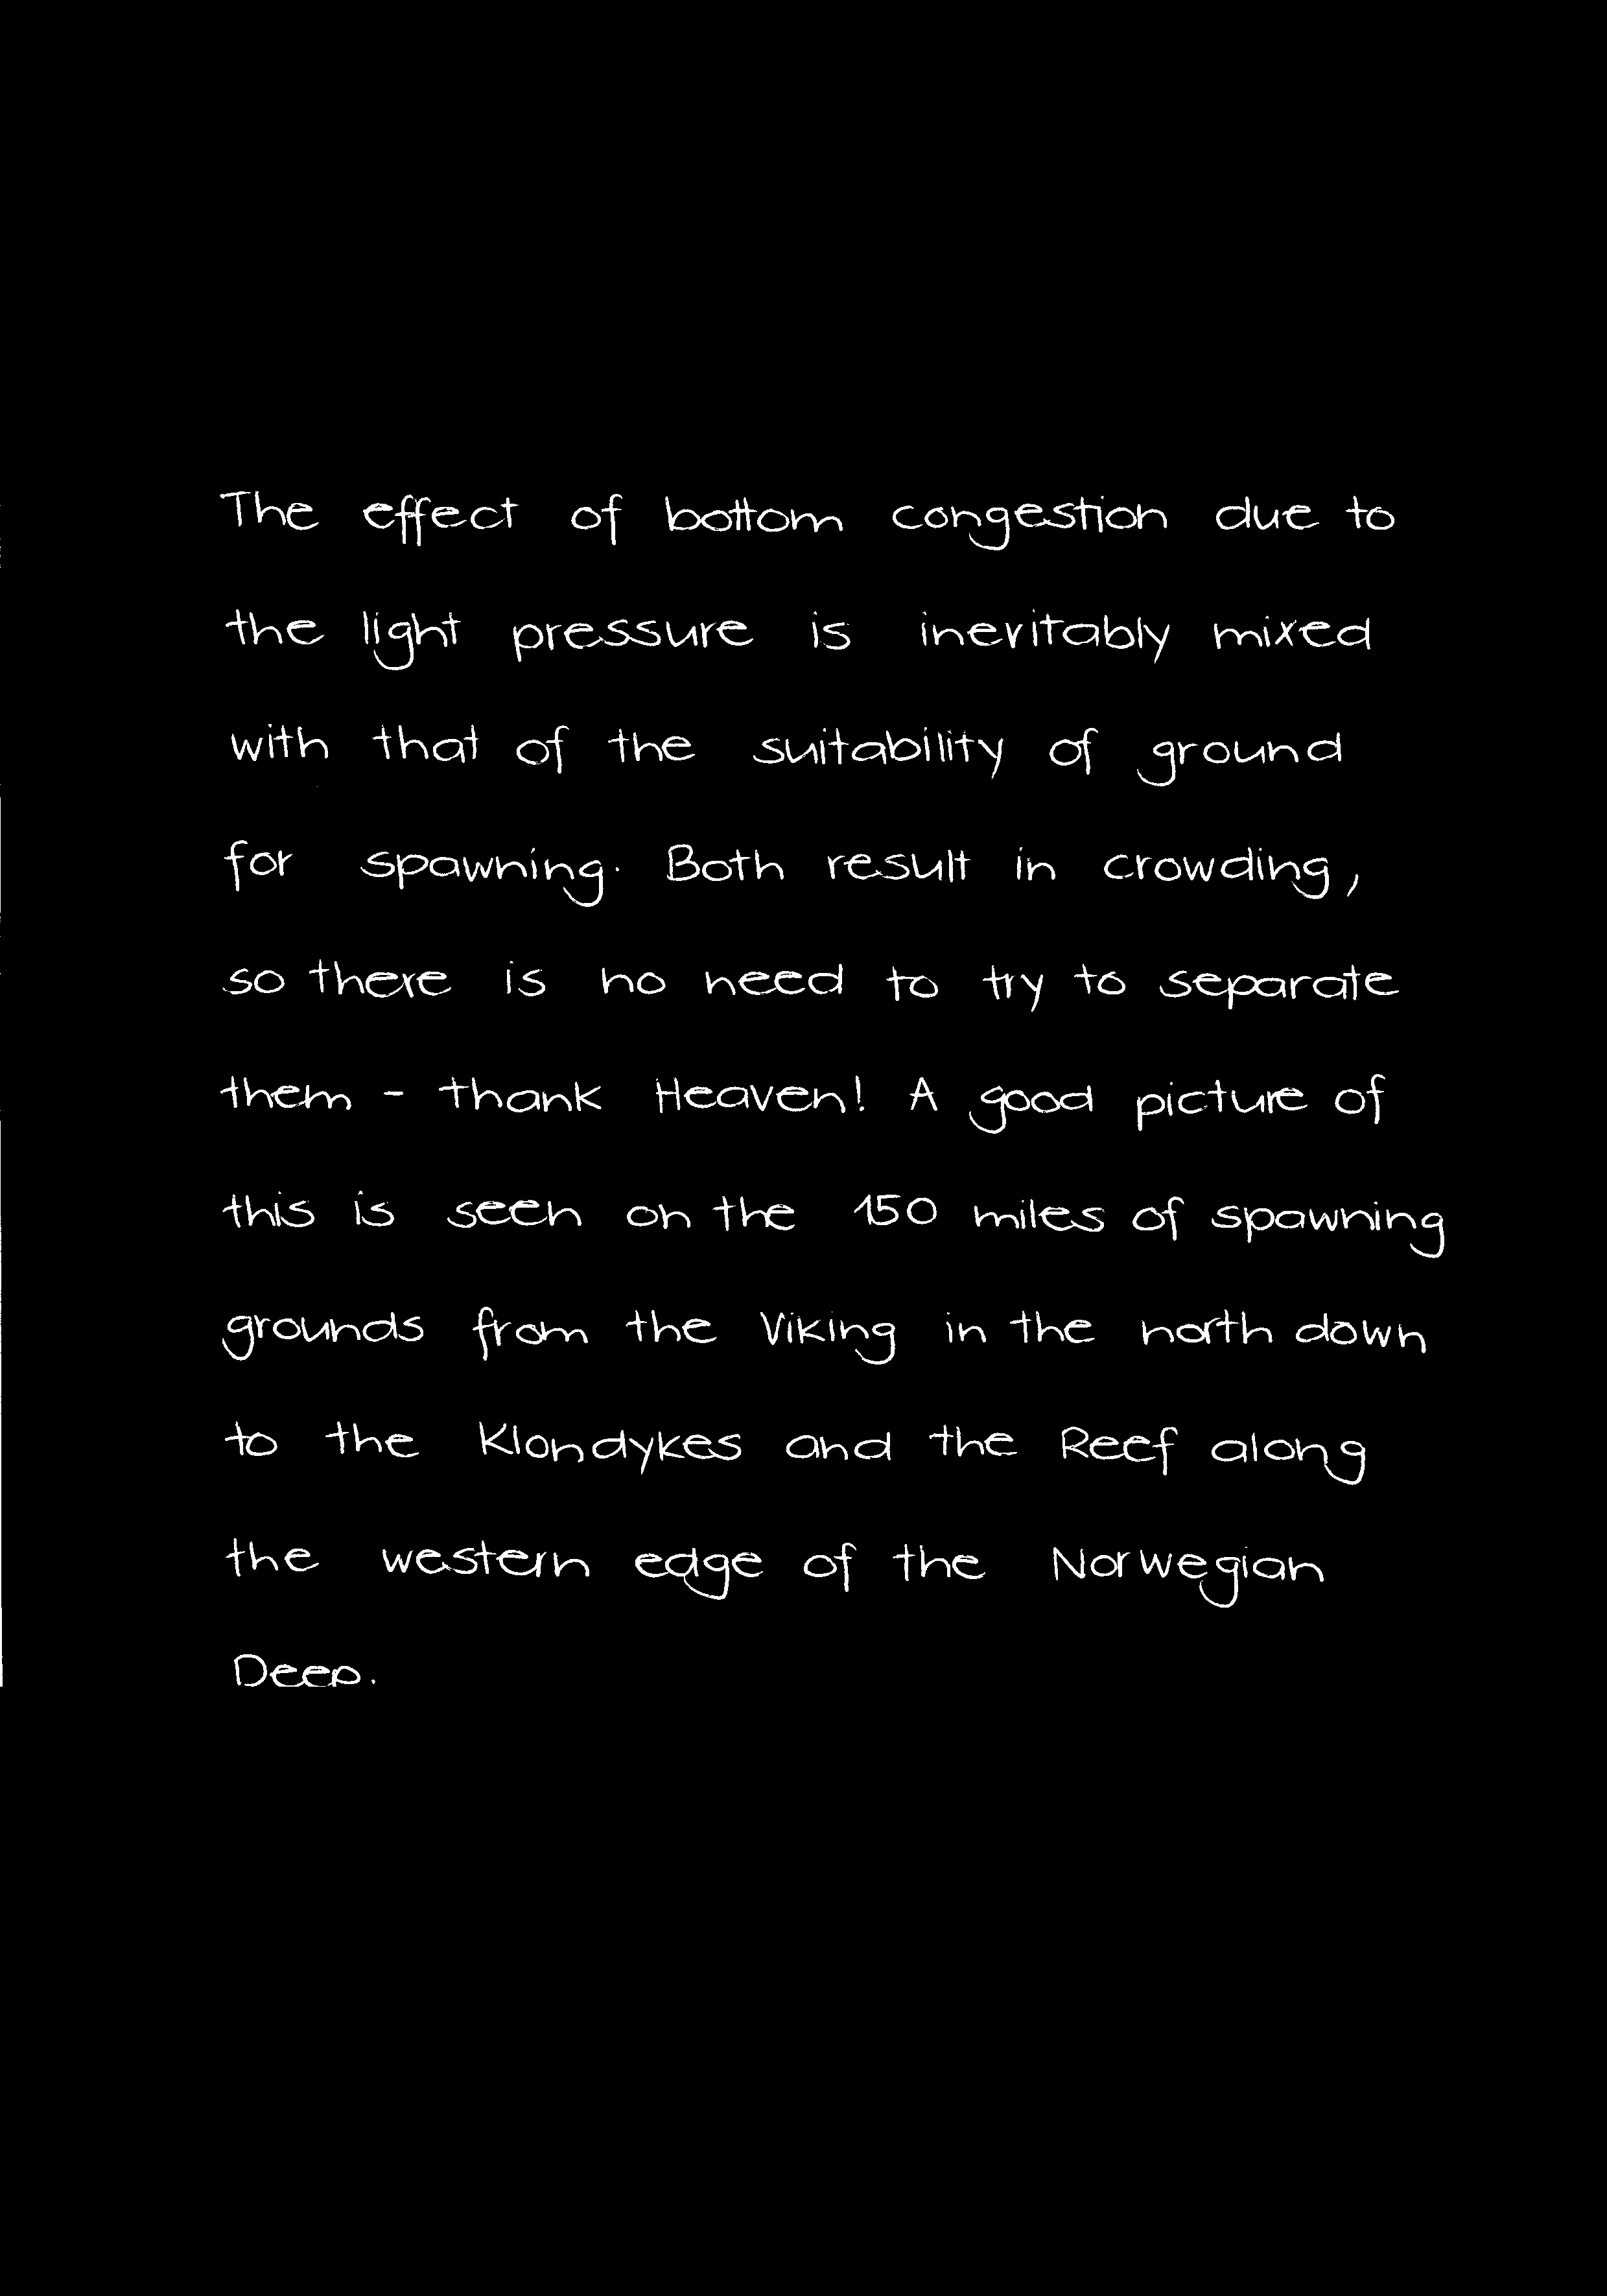 The effect of bottom congestion due to
the light pressure is inevitably mixed
with that of the suitability of ground
for spawning. Both result in crowding,
so there is no need to try to separate
them - thank Heaven! A good picture of
this is seen on the 150 miles of spawning
grounds from the Viking in the north down
to the Klondykes and the Reef along
the western edge of the Norwegian
Deep.